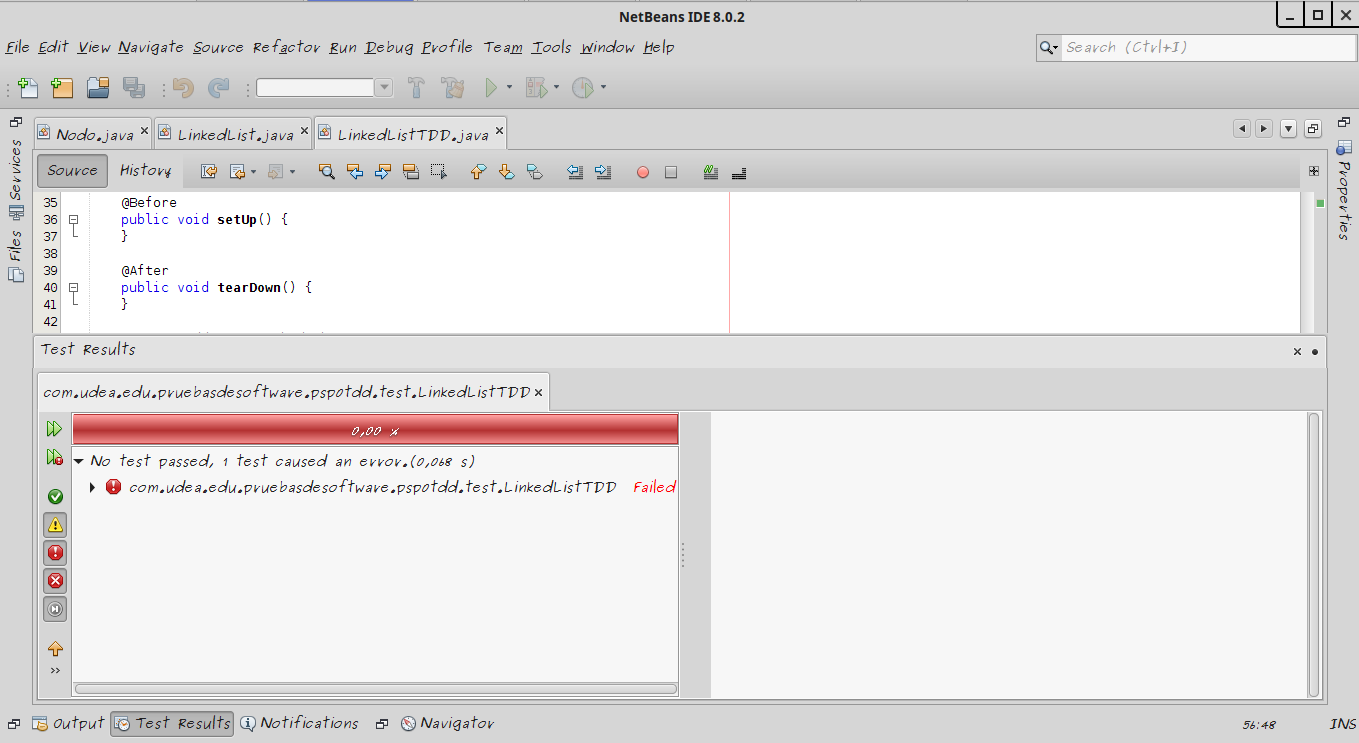 NetBeans IDE 8.0.2
File Edit View Navigate Source Refactor Run Debug Profile Team Tools Window Help
Search (Ctrl+I)
Services
Files
Nodo.java
LinkedList.java
LinkedListTDD.java
Properties
Source History
35 @Before
36 public void setUp() {
37 }
38
39 @After
40 public void tearDown() {
41 }
42
Test Results
com.udea.edu.pruebasdesoftware.psp0tdd.test.LinkedListTDD
0,00 %
No test passed, 1 test caused an error.(0,068 s)
com.udea.edu.pruebasdesoftware.psp0tdd.test.LinkedListTDD Failed
Output Test Results Notifications Navigator
56:48 INS